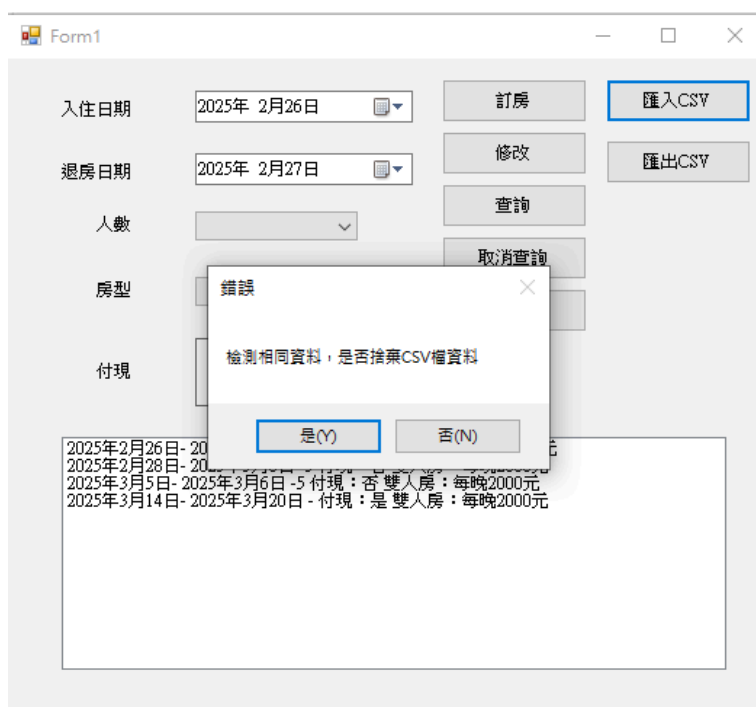 Form1
入住日期
2025年 2月26日
訂房
匯入CSV
退房日期
2025年 2月27日
修改
匯出CSV
人數
查詢
取消查詢
房型
錯誤
檢測相同資料，是否捨棄CSV檔資料
付現
是(Y)
否(N)
2025年2月26日- 20
2025年2月28日- 20
2025年3月5日- 2025年3月6日 -5 付現：否 雙人房：每晚2000元
2025年3月14日- 2025年3月20日 - 付現：是 雙人房：每晚2000元